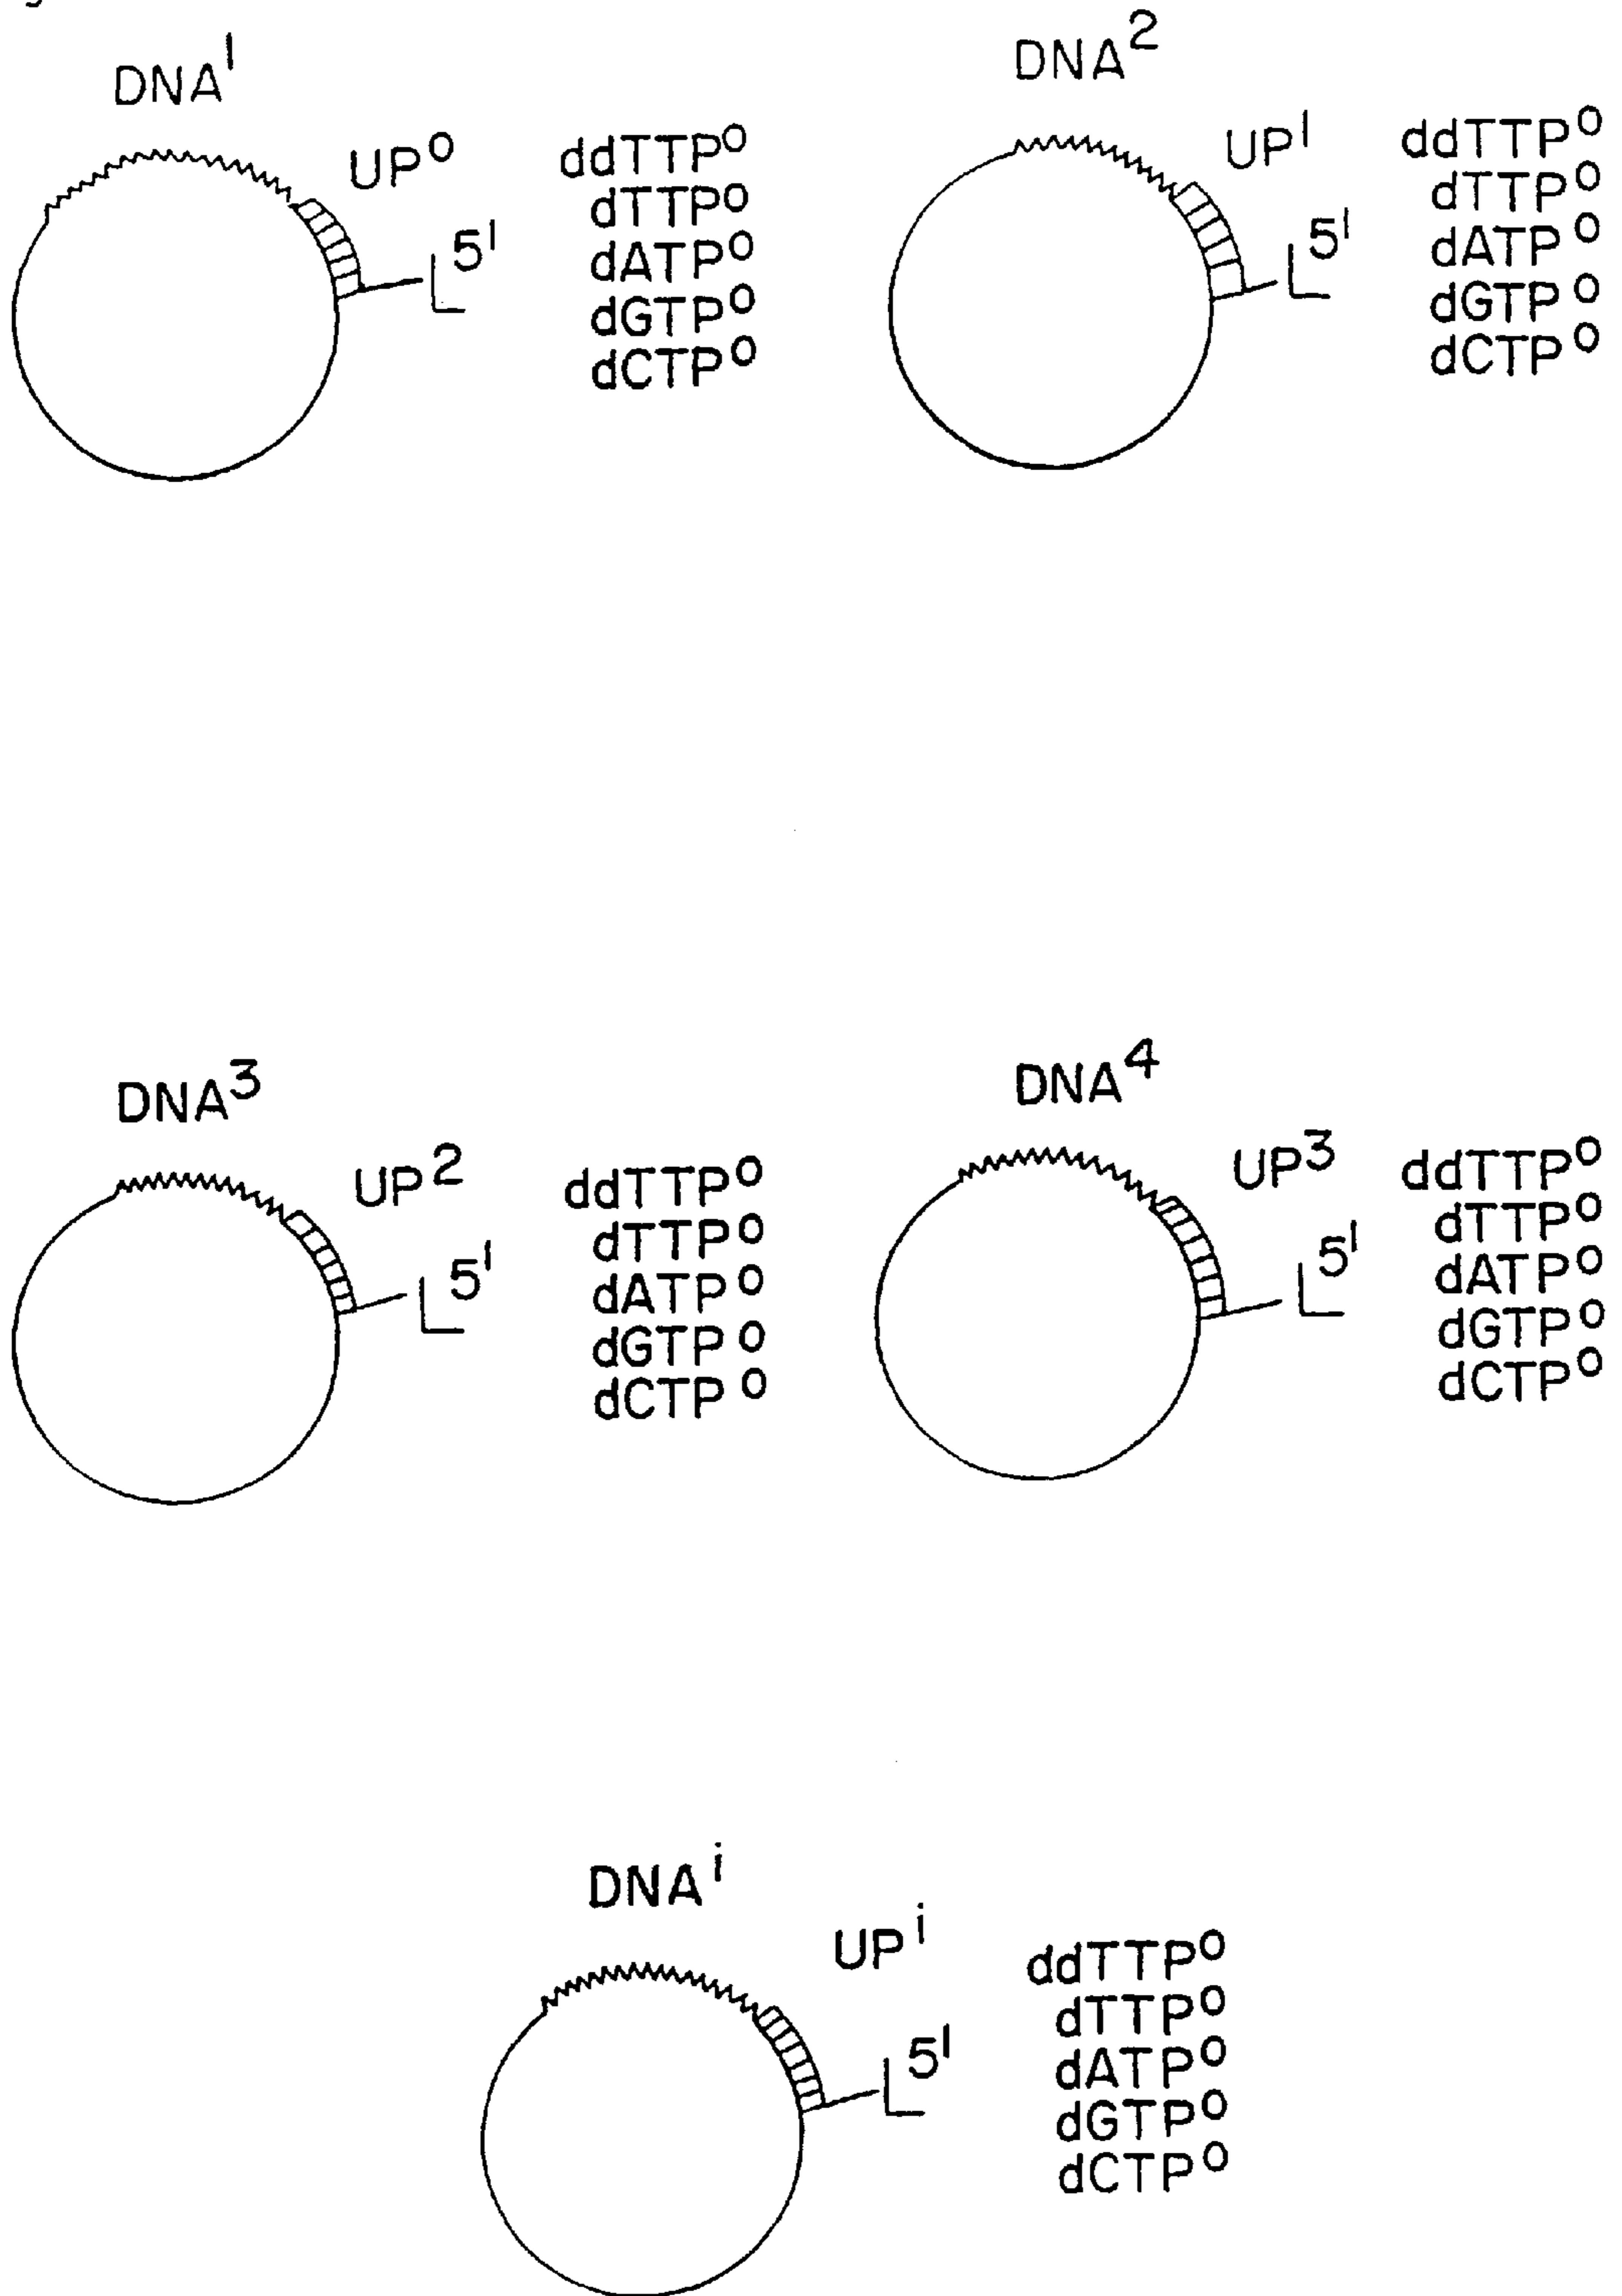 DNA¹
UP⁰
5'
ddTTP⁰
dTTP⁰
dATP⁰
dGTP⁰
dCTP⁰
DNA²
UP¹
5'
ddTTP⁰
dTTP⁰
dATP⁰
dGTP⁰
dCTP⁰
DNA³
UP²
5'
ddTTP⁰
dTTP⁰
dATP⁰
dGTP⁰
dCTP⁰
DNA⁴
UP³
5'
ddTTP⁰
dTTP⁰
dATP⁰
dGTP⁰
dCTP⁰
DNAⁱ
UPⁱ
5'
ddTTP⁰
dTTP⁰
dATP⁰
dGTP⁰
dCTP⁰